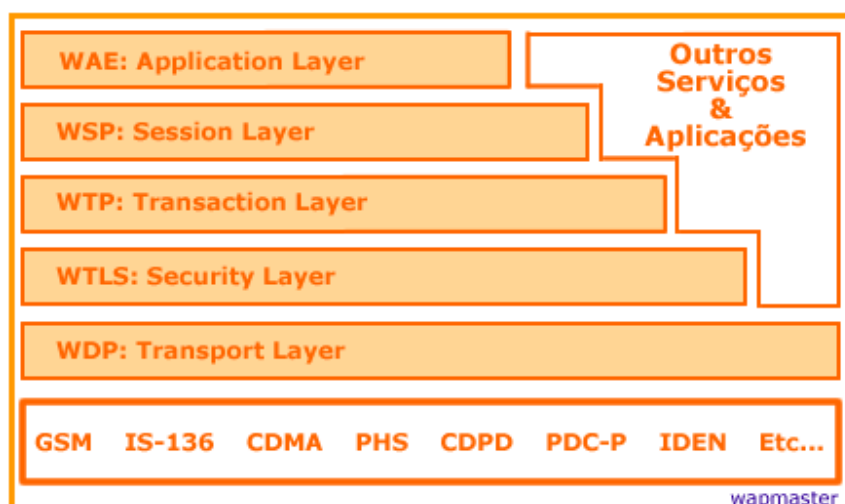 WAE: Application Layer
Outros
Serviços
&
Aplicações
WSP: Session Layer
WTP: Transaction Layer
WTLS: Security Layer
WDP: Transport Layer
GSM IS-136 CDMA PHS CDPD PDC-P IDEN Etc...
wapmaster